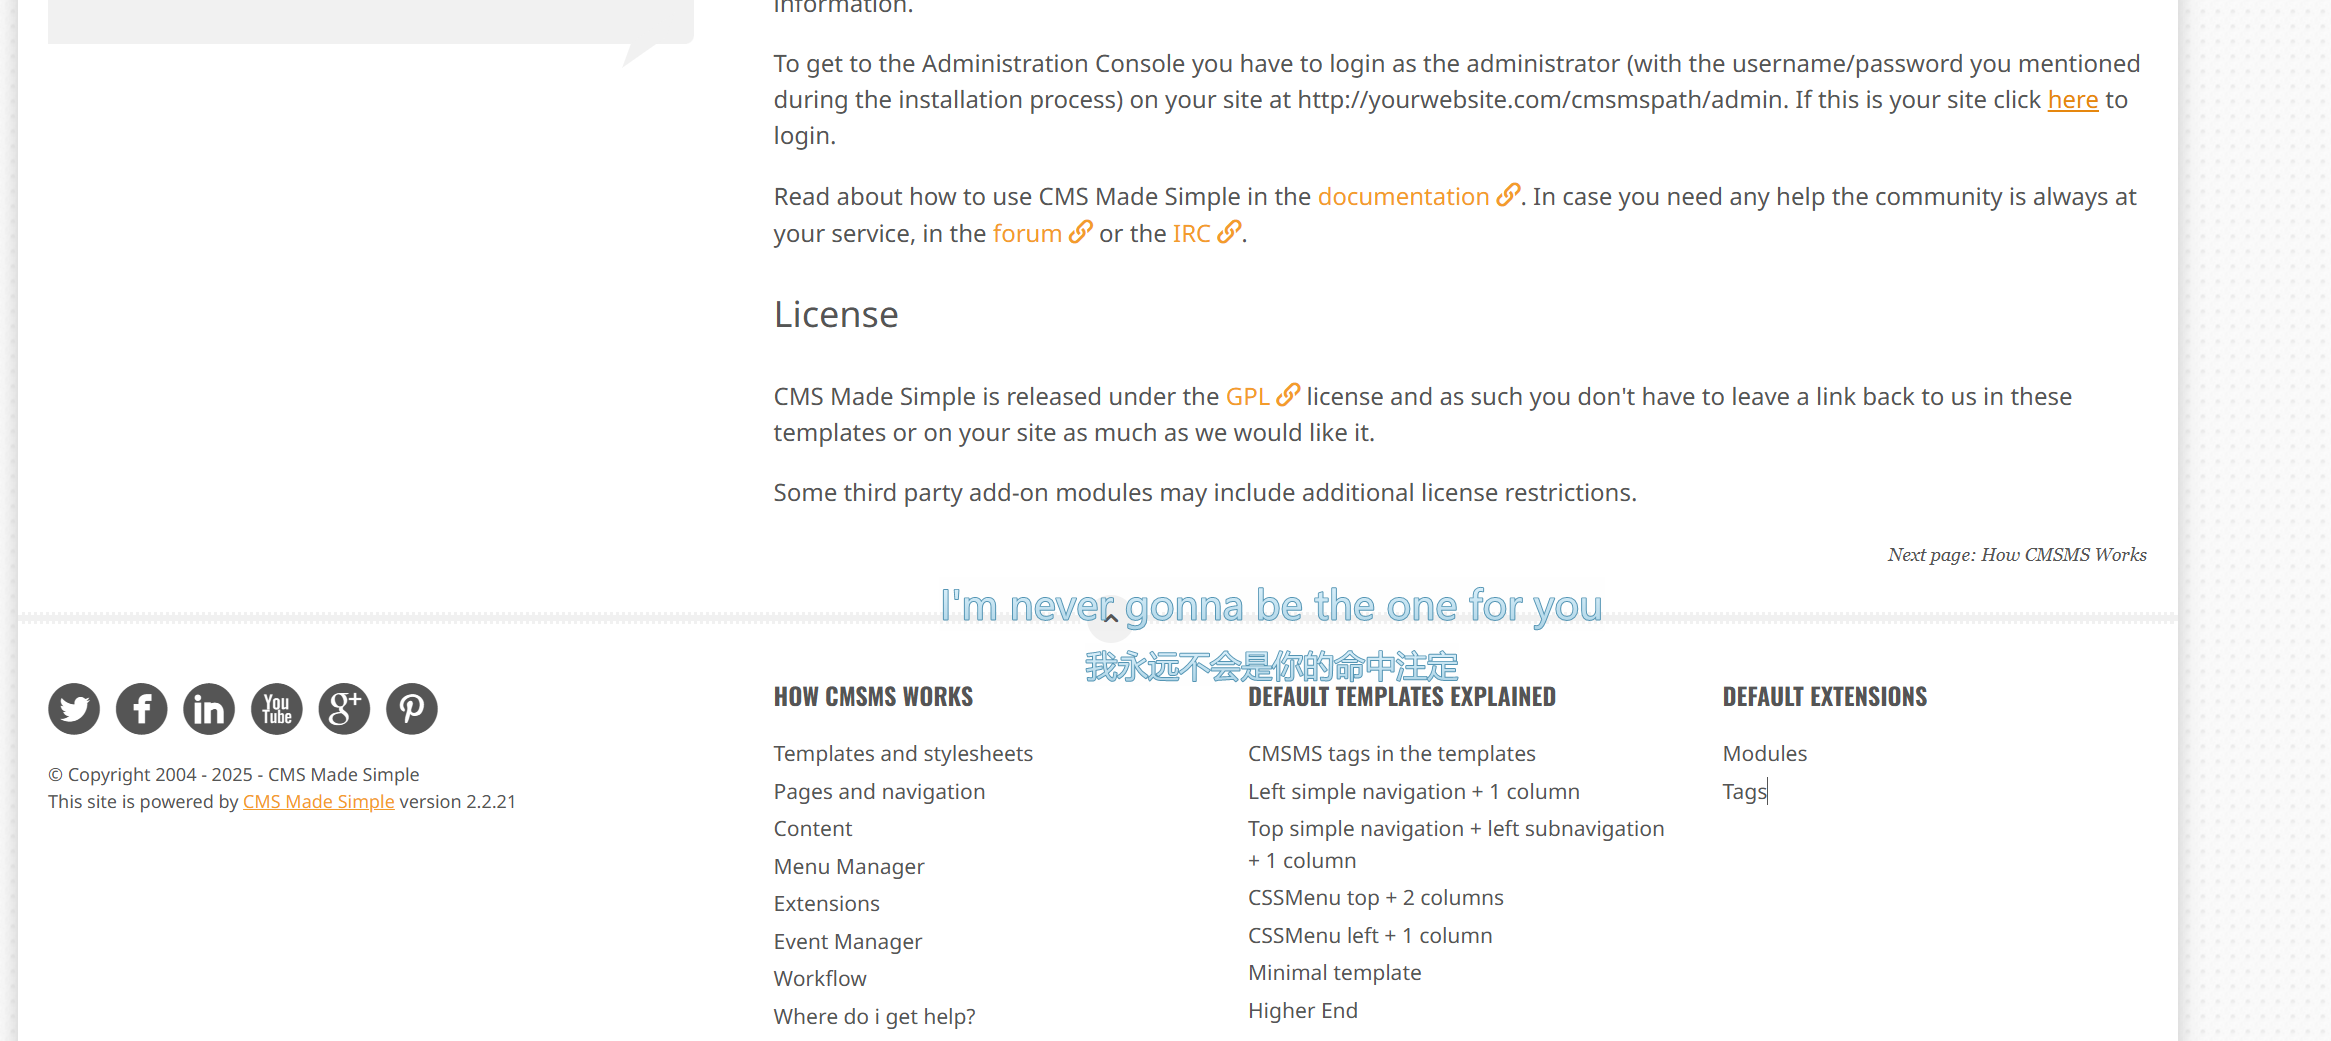 information.
To get to the Administration Console you have to login as the administrator (with the username/password you mentioned
during the installation process) on your site at http://yourwebsite.com/cmsmspath/admin. If this is your site click here to
login.
Read about how to use CMS Made Simple in the documentation. In case you need any help the community is always at
your service, in the forum or the IRC.
License
CMS Made Simple is released under the GPL license and as such you don't have to leave a link back to us in these
templates or on your site as much as we would like it.
Some third party add-on modules may include additional license restrictions.
Next page: How CMSMS Works
I'm never gonna be the one for you
我永远不会是你的命中注定
You
Tube
g+
© Copyright 2004 - 2025 - CMS Made Simple
This site is powered by CMS Made Simple version 2.2.21
HOW CMSMS WORKS
Templates and stylesheets
Pages and navigation
Content
Menu Manager
Extensions
Event Manager
Workflow
Where do i get help?
DEFAULT TEMPLATES EXPLAINED
CMSMS tags in the templates
Left simple navigation + 1 column
Top simple navigation + left subnavigation
+ 1 column
CSSMenu top + 2 columns
CSSMenu left + 1 column
Minimal template
Higher End
DEFAULT EXTENSIONS
Modules
Tags